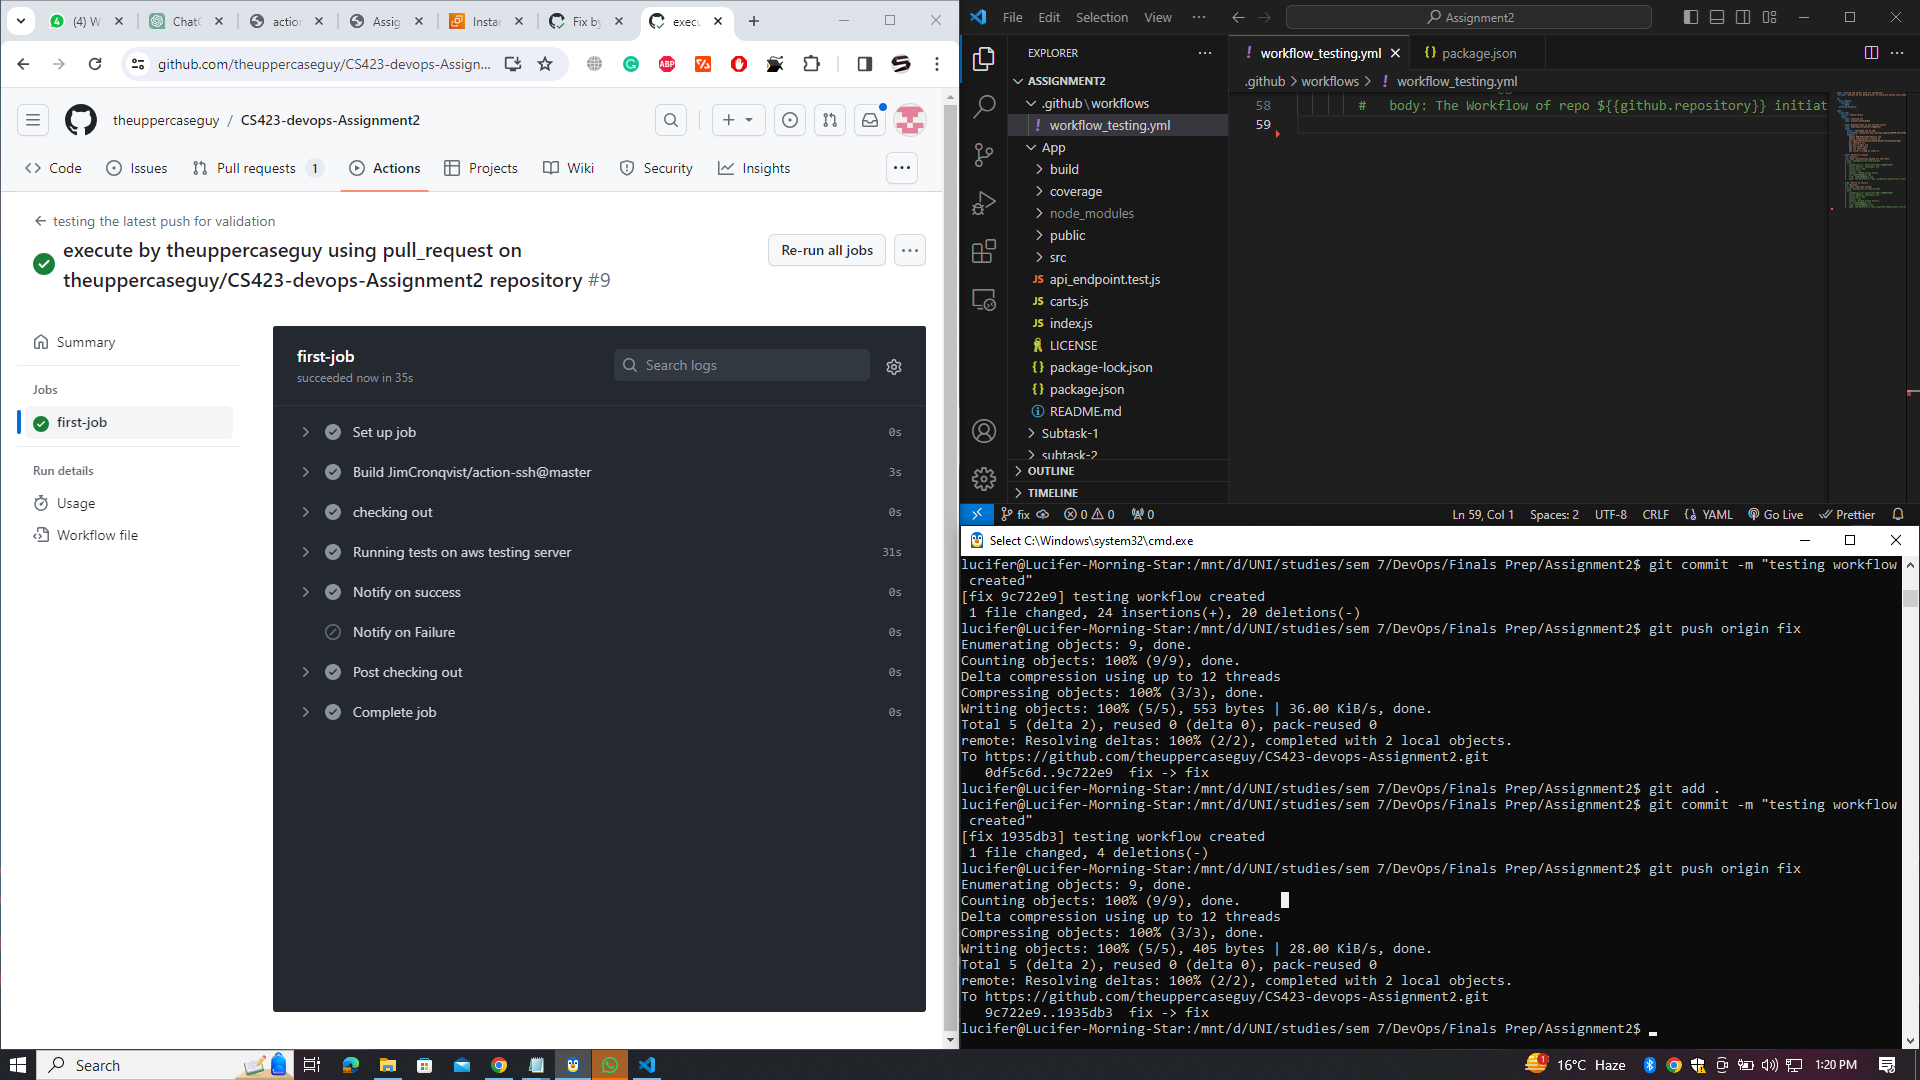 (4) W
ChatG
actio
Assig
Instar
Fix by
execu
github.com/theuppercaseguy/CS423-devops-Assign...
theuppercaseguy / CS423-devops-Assignment2
Code
Issues
Pull requests 1
Actions
Projects
Wiki
Security
Insights
testing the latest push for validation
execute by theuppercaseguy using pull_request on
theuppercaseguy/CS423-devops-Assignment2 repository #9
Re-run all jobs
Summary
Jobs
first-job
Run details
Usage
Workflow file
first-job
succeeded now in 35s
Search logs
Set up job 0s
Build JimCronqvist/action-ssh@master 3s
checking out 0s
Running tests on aws testing server 31s
Notify on success 0s
Notify on Failure 0s
Post checking out 0s
Complete job 0s
File Edit Selection View ...
Assignment2
EXPLORER
ASSIGNMENT2
.github\workflows
workflow_testing.yml
App
build
coverage
node_modules
public
src
JS api_endpoint.test.js
JS carts.js
JS index.js
LICENSE
{} package-lock.json
{} package.json
README.md
Subtask-1
subtask-2
OUTLINE
TIMELINE
! workflow_testing.yml
{} package.json
.github > workflows > ! workflow_testing.yml
58 # body: The Workflow of repo ${{github.repository}} initiat
59
fix
0 0
0
Ln 59, Col 1
Spaces: 2
UTF-8
CRLF
{} YAML
Go Live
Prettier
Select C:\Windows\system32\cmd.exe
lucifer@Lucifer-Morning-Star:/mnt/d/UNI/studies/sem 7/DevOps/Finals Prep/Assignment2$ git commit -m "testing workflow
created"
[fix 9c722e9] testing workflow created
1 file changed, 24 insertions(+), 20 deletions(-)
lucifer@Lucifer-Morning-Star:/mnt/d/UNI/studies/sem 7/DevOps/Finals Prep/Assignment2$ git push origin fix
Enumerating objects: 9, done.
Counting objects: 100% (9/9), done.
Delta compression using up to 12 threads
Compressing objects: 100% (3/3), done.
Writing objects: 100% (5/5), 553 bytes | 36.00 KiB/s, done.
Total 5 (delta 2), reused 0 (delta 0), pack-reused 0
remote: Resolving deltas: 100% (2/2), completed with 2 local objects.
To https://github.com/theuppercaseguy/CS423-devops-Assignment2.git
0df5c6d..9c722e9 fix -> fix
lucifer@Lucifer-Morning-Star:/mnt/d/UNI/studies/sem 7/DevOps/Finals Prep/Assignment2$ git add .
lucifer@Lucifer-Morning-Star:/mnt/d/UNI/studies/sem 7/DevOps/Finals Prep/Assignment2$ git commit -m "testing workflow
created"
[fix 1935db3] testing workflow created
1 file changed, 4 deletions(-)
lucifer@Lucifer-Morning-Star:/mnt/d/UNI/studies/sem 7/DevOps/Finals Prep/Assignment2$ git push origin fix
Enumerating objects: 9, done.
Counting objects: 100% (9/9), done.
Delta compression using up to 12 threads
Compressing objects: 100% (3/3), done.
Writing objects: 100% (5/5), 405 bytes | 28.00 KiB/s, done.
Total 5 (delta 2), reused 0 (delta 0), pack-reused 0
remote: Resolving deltas: 100% (2/2), completed with 2 local objects.
To https://github.com/theuppercaseguy/CS423-devops-Assignment2.git
9c722e9..1935db3 fix -> fix
lucifer@Lucifer-Morning-Star:/mnt/d/UNI/studies/sem 7/DevOps/Finals Prep/Assignment2$
Search
16°C Haze
1:20 PM